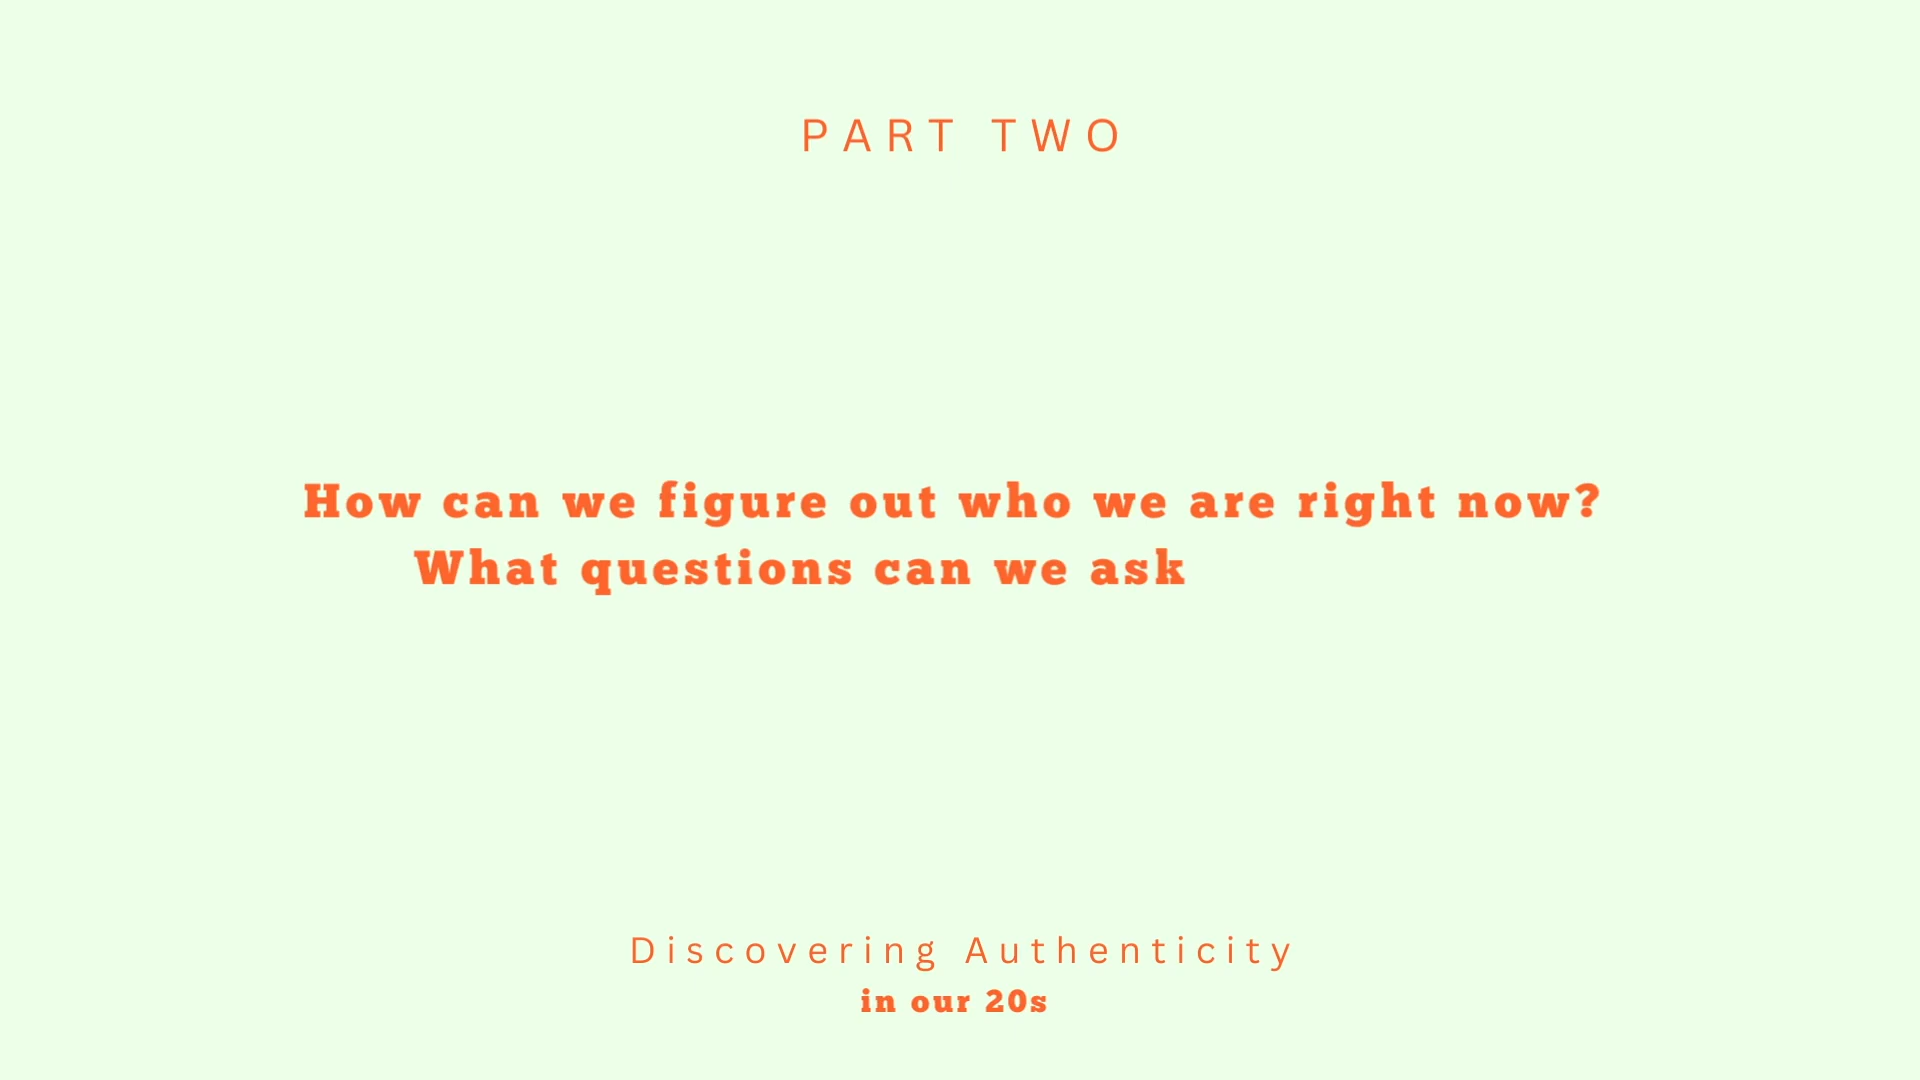 PART TWO
How can we figure out who we are right now?
What questions can we ask
Discovering Authenticity
in our 20s